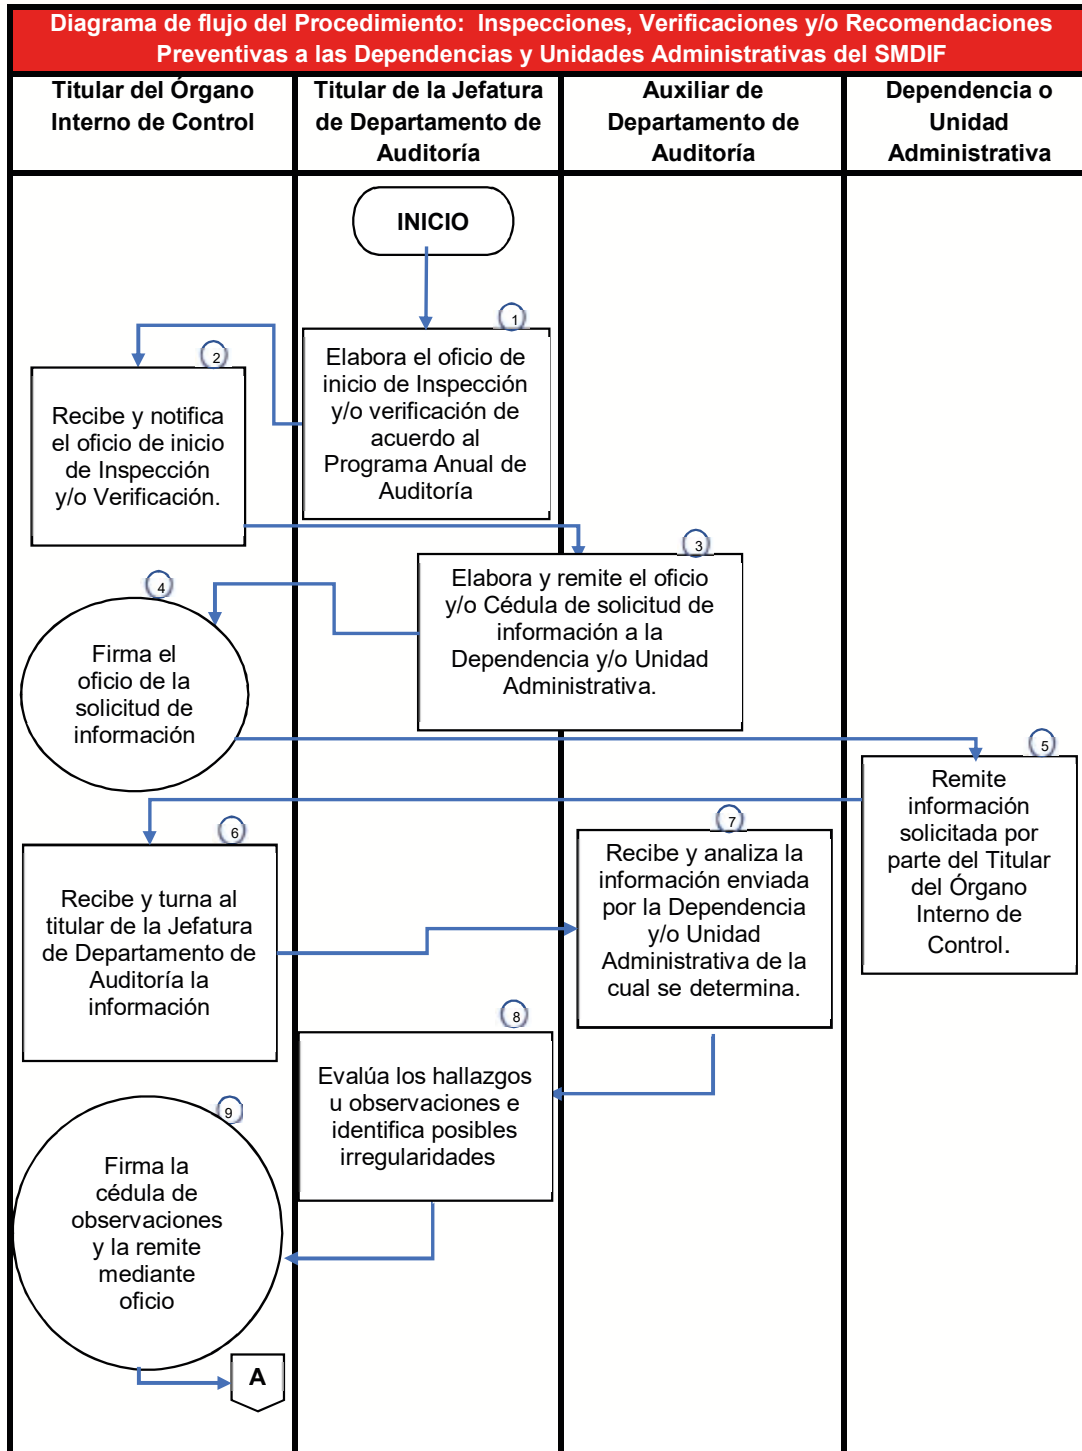 Diagrama de flujo del Procedimiento: Inspecciones, Verificaciones y/o Recomendaciones
Preventivas a las Dependencias y Unidades Administrativas del SMDIF
Titular del Órgano
Interno de Control
Titular de la Jefatura
de Departamento de
Auditoría
Auxiliar de
Departamento de
Auditoría
Dependencia o
Unidad
Administrativa
INICIO
1
Elabora el oficio de
inicio de Inspección
y/o verificación de
acuerdo al
Programa Anual de
Auditoría
2
Recibe y notifica
el oficio de inicio
de Inspección
y/o Verificación.
3
Elabora y remite el oficio
y/o Cédula de solicitud de
información a la
Dependencia y/o Unidad
Administrativa.
4
Firma el
oficio de la
solicitud de
información
5
Remite
información
solicitada por
parte del Titular
del Órgano
Interno de
Control.
6
Recibe y turna al
titular de la Jefatura
de Departamento de
Auditoría la
información
7
Recibe y analiza la
información enviada
por la Dependencia
y/o Unidad
Administrativa de la
cual se determina.
8
Evalúa los hallazgos
u observaciones e
identifica posibles
irregularidades
9
Firma la
cédula de
observaciones
y la remite
mediante
oficio
A